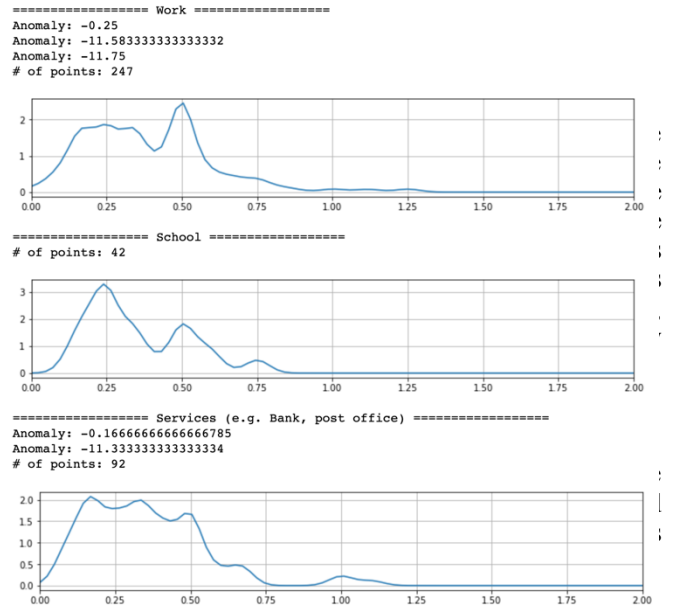 ================== Work ==================
Anomaly: -0.25
Anomaly: -11.583333333333332
Anomaly: -11.75
# of points: 247
2
1
0
0.00 0.25 0.50 0.75 1.00 1.25 1.50 1.75 2.00
================== School ==================
# of points: 42
3
2
1
0
0.00 0.25 0.50 0.75 1.00 1.25 1.50 1.75 2.00
================== Services (e.g. Bank, post office) ==================
Anomaly: -0.16666666666666785
Anomaly: -11.333333333333334
# of points: 92
2.0
1.5
1.0
0.5
0.0
0.00 0.25 0.50 0.75 1.00 1.25 1.50 1.75 2.00